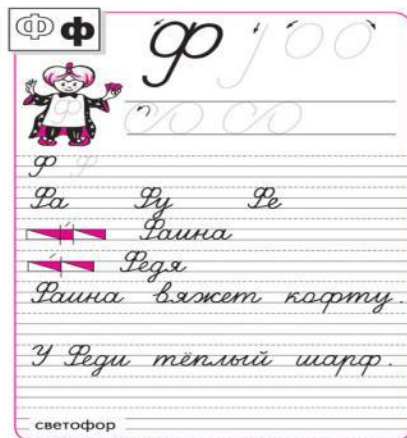 Ф ф
Ф
Ф
Ф Ф
Фа Фу Фе
Фаина
Федя
Фаина вяжет кофту.
У Феди тёплый шарф.
светофор